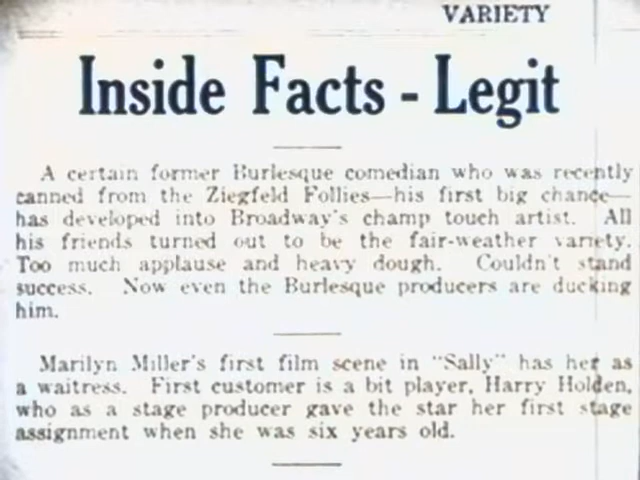 VARIETY
Inside Facts - Legit
A certain former Burlesque comedian who was recently
canned from the Ziegfeld Follies—his first big chance—
has developed into Broadway's champ touch artist. All
his friends turned out to be the fair-weather variety.
Too much applause and heavy dough. Couldn't stand
success. Now even the Burlesque producers are ducking
him.
Marilyn Miller's first film scene in "Sally" has her as
a waitress. First customer is a bit player, Harry Holden,
who as a stage producer gave the star her first stage
assignment when she was six years old.